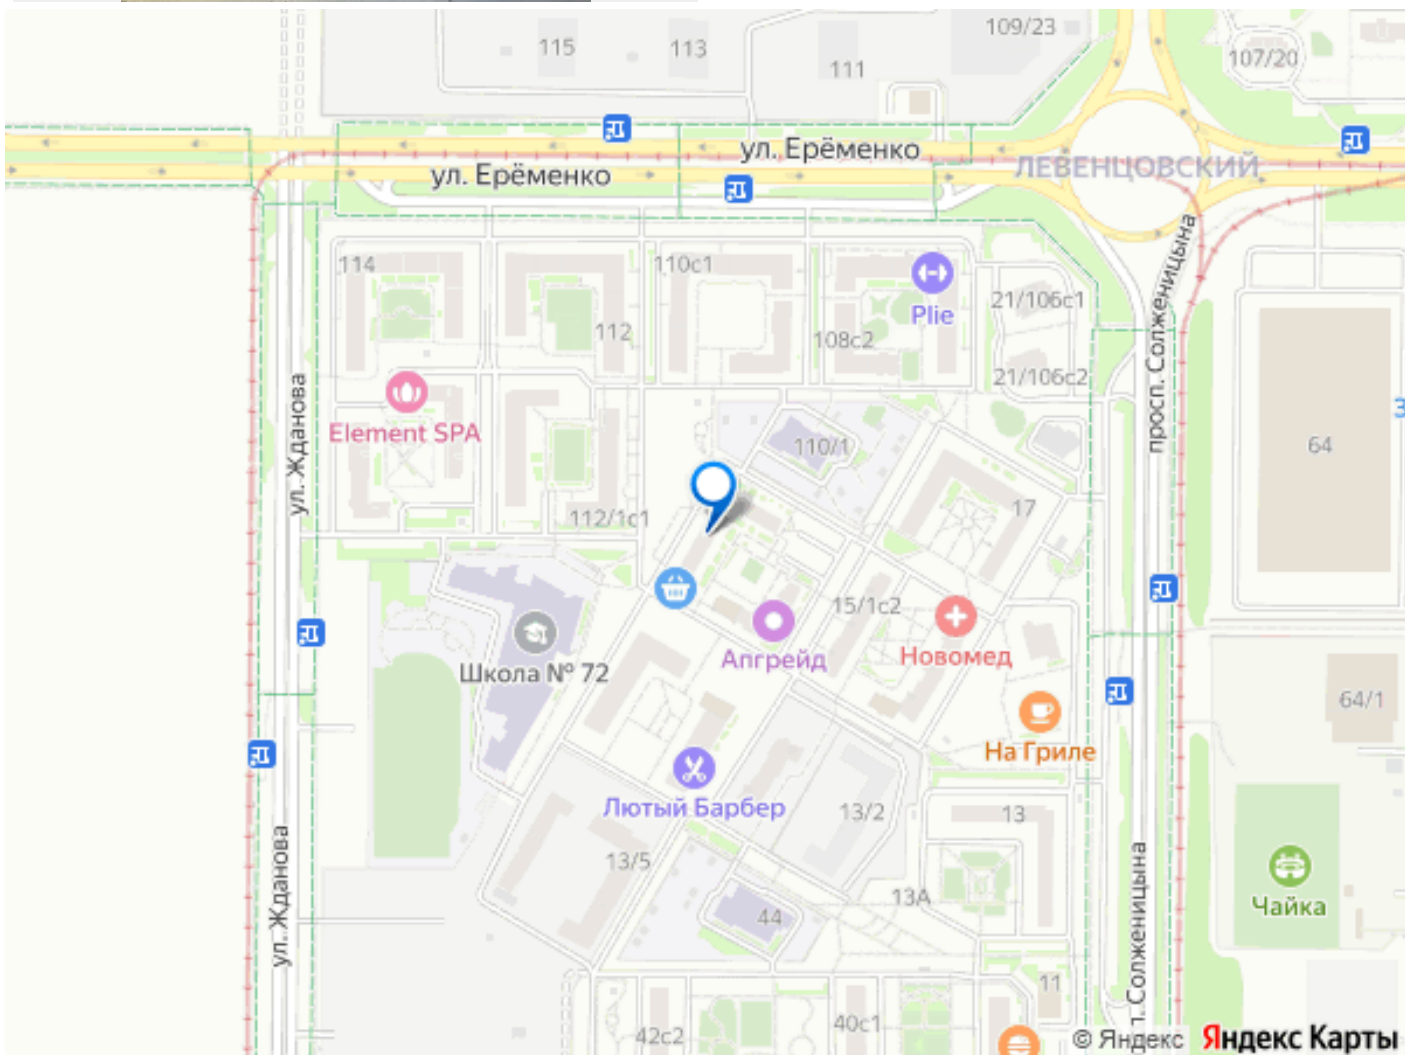 109/23
115
113
111
107/20
ул. Ерёменко
ЛЕВЕНЦОВСКИЙ
ул. Ерёменко
просп. Солженицына
114
110с1
Plie
21/106с1
112
108с2
21/106с2
ул. Жданова
Element SPA
110/1
64
З
17
112/1с1
15/1с2
Школа № 72
Апгрейд
Новомед
64/1
На Гриле
Лютый Барбер
13/2
13
13/5
ул. Жданова
13А
44
Чайка
п. Солженицына
11
42с2
40с1
© Яндекс Яндекс Карты